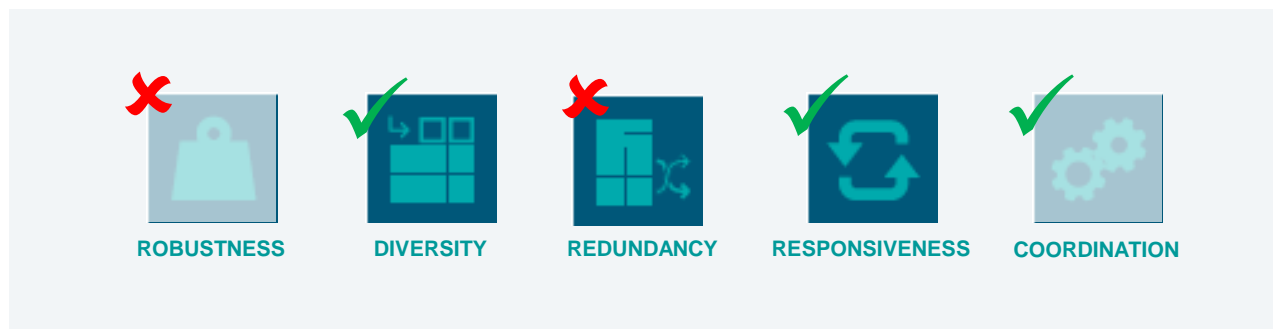 ROBUSTNESS
DIVERSITY
REDUNDANCY
RESPONSIVENESS
COORDINATION